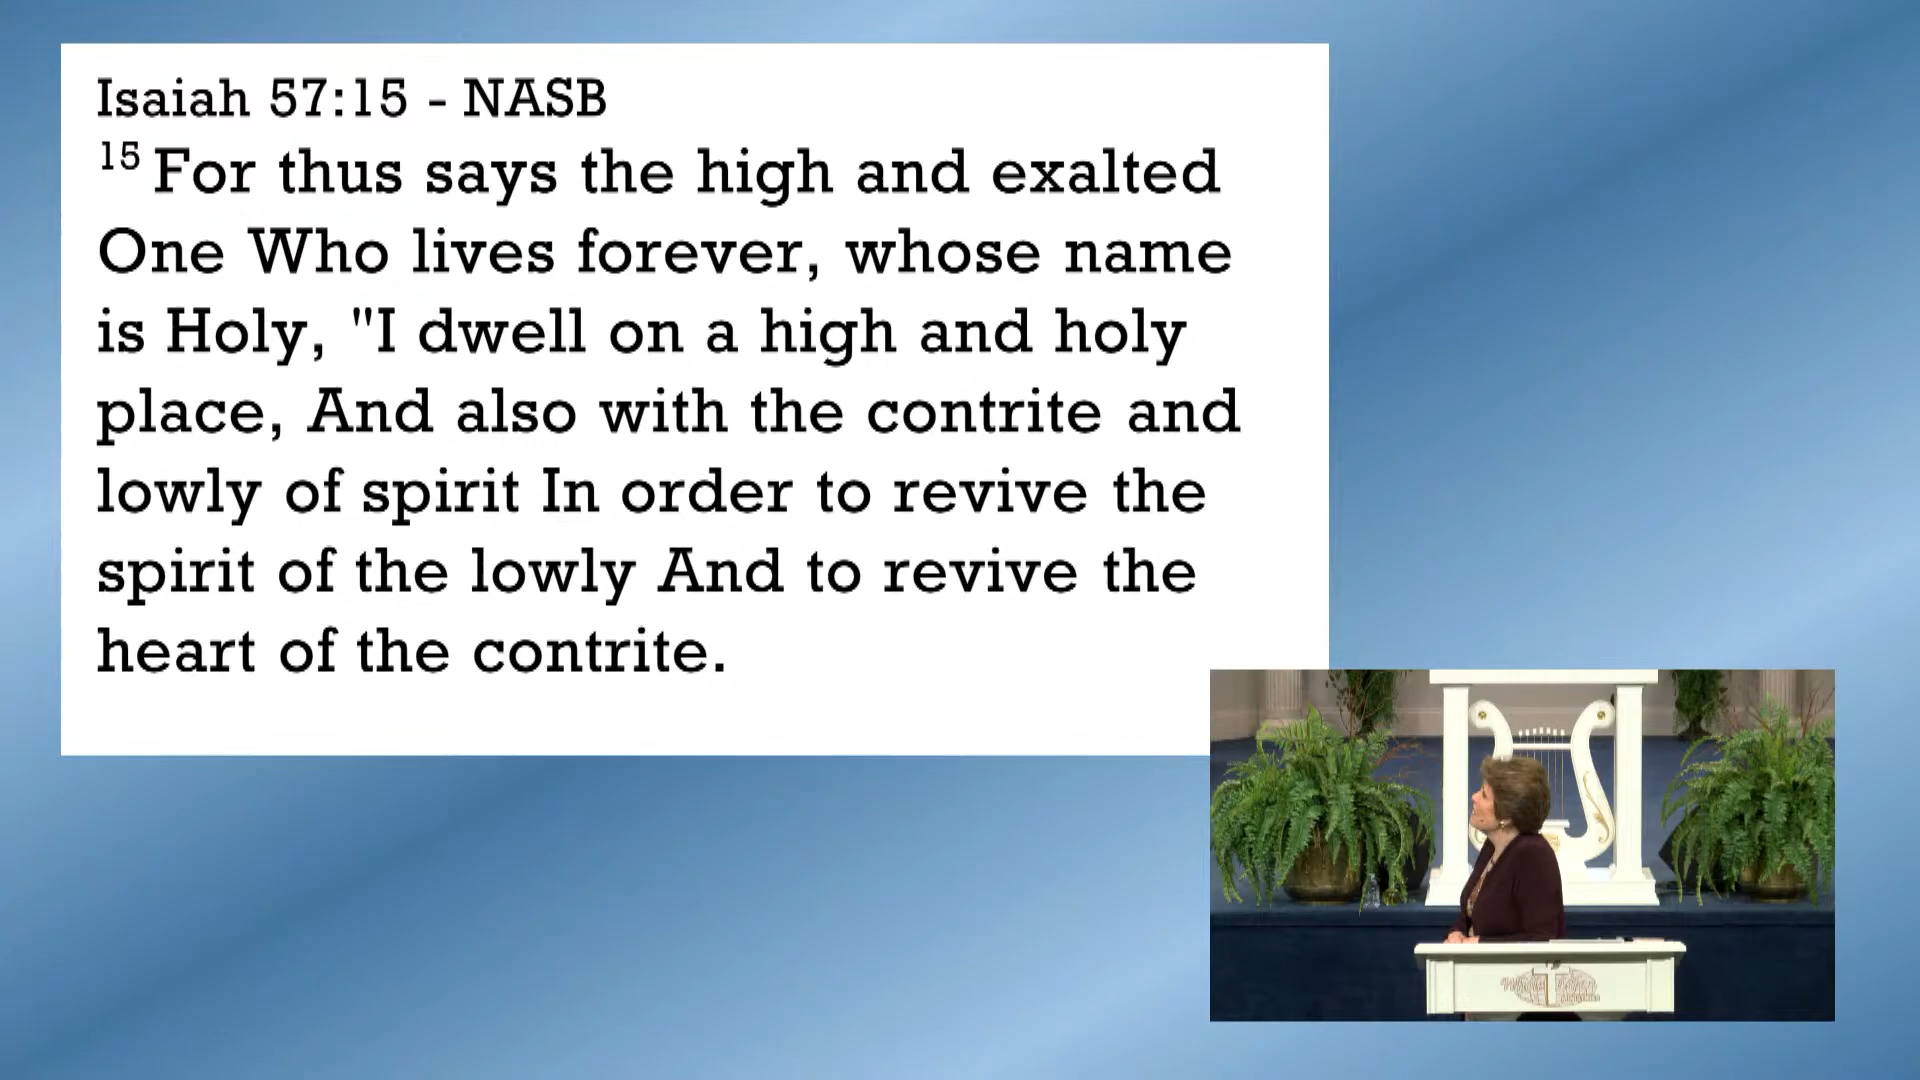 Isaiah 57:15 - NASB
15 For thus says the high and exalted
One Who lives forever, whose name
is Holy, "I dwell on a high and holy
place, And also with the contrite and
lowly of spirit In order to revive the
spirit of the lowly And to revive the
heart of the contrite.